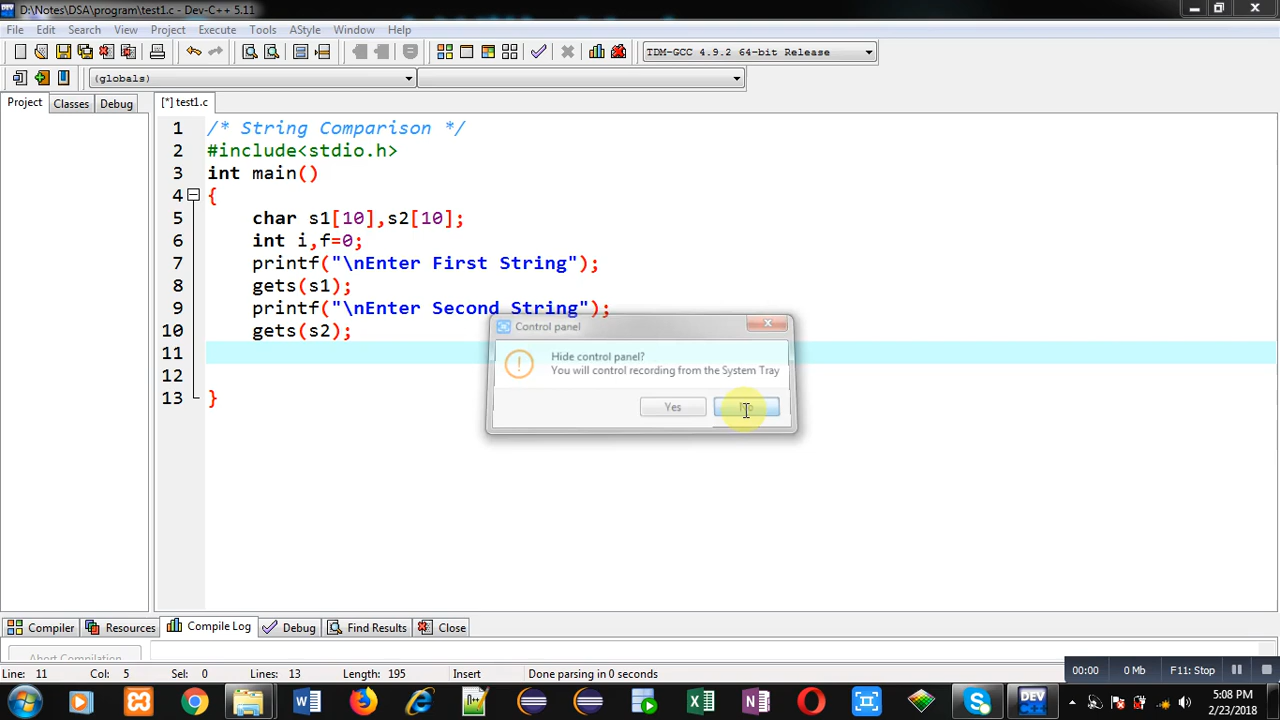 D:\Notes\DSA\program\test1.c - Dev-C++ 5.11
File Edit Search View Project Execute Tools AStyle Window Help
TDM-GCC 4.9.2 64-bit Release
(globals)
Project Classes Debug
[*] test1.c
1 /* String Comparison */
2 #include<stdio.h>
3 int main()
4 {
5 char s1[10],s2[10];
6 int i,f=0;
7 printf("\nEnter First String");
8 gets(s1);
9 printf("\nEnter Second String");
10 gets(s2);
11
12
13 }
Control panel
Hide control panel?
You will control recording from the System Tray
Yes
Compiler Resources Compile Log Debug Find Results Close
Abort Compilation
Line: 11 Col: 5 Sel: 0 Lines: 13 Length: 195 Insert Done parsing in 0 seconds
00:00 0 Mb F11: Stop
DEV
5:08 PM
2/23/2018